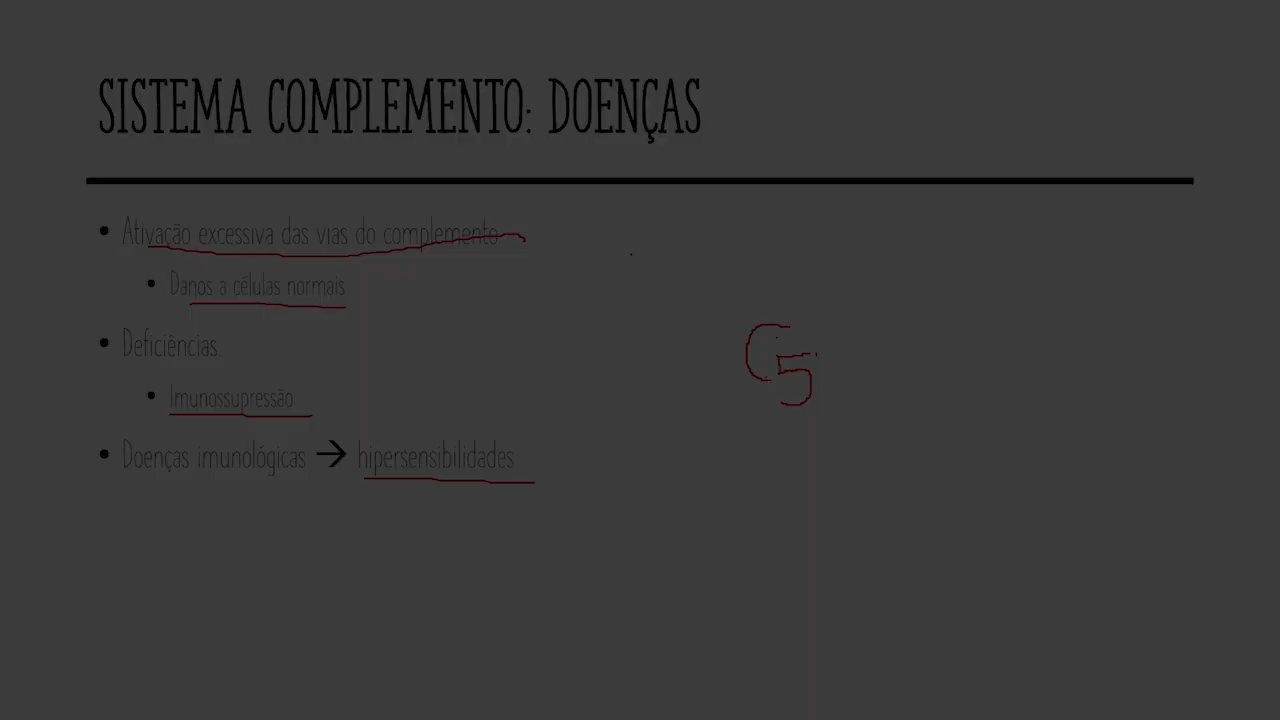 SISTEMA COMPLEMENTO: DOENÇAS
• Ativação excessiva das vias do complemento.
• Danos a células normais
C5
• Deficiências.
• Imunossupressão
• Doenças imunológicas → hipersensibilidades